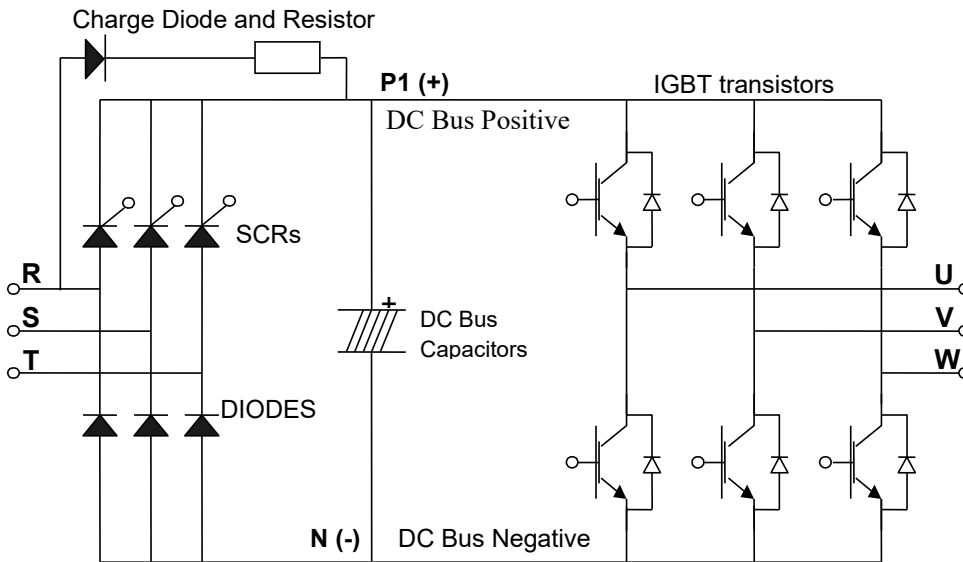 Charge Diode and Resistor
P1 (+)
IGBT transistors
DC Bus Positive
SCRs
R
U
S
+
DC Bus
V
Capacitors
T
W
DIODES
N (-)
DC Bus Negative